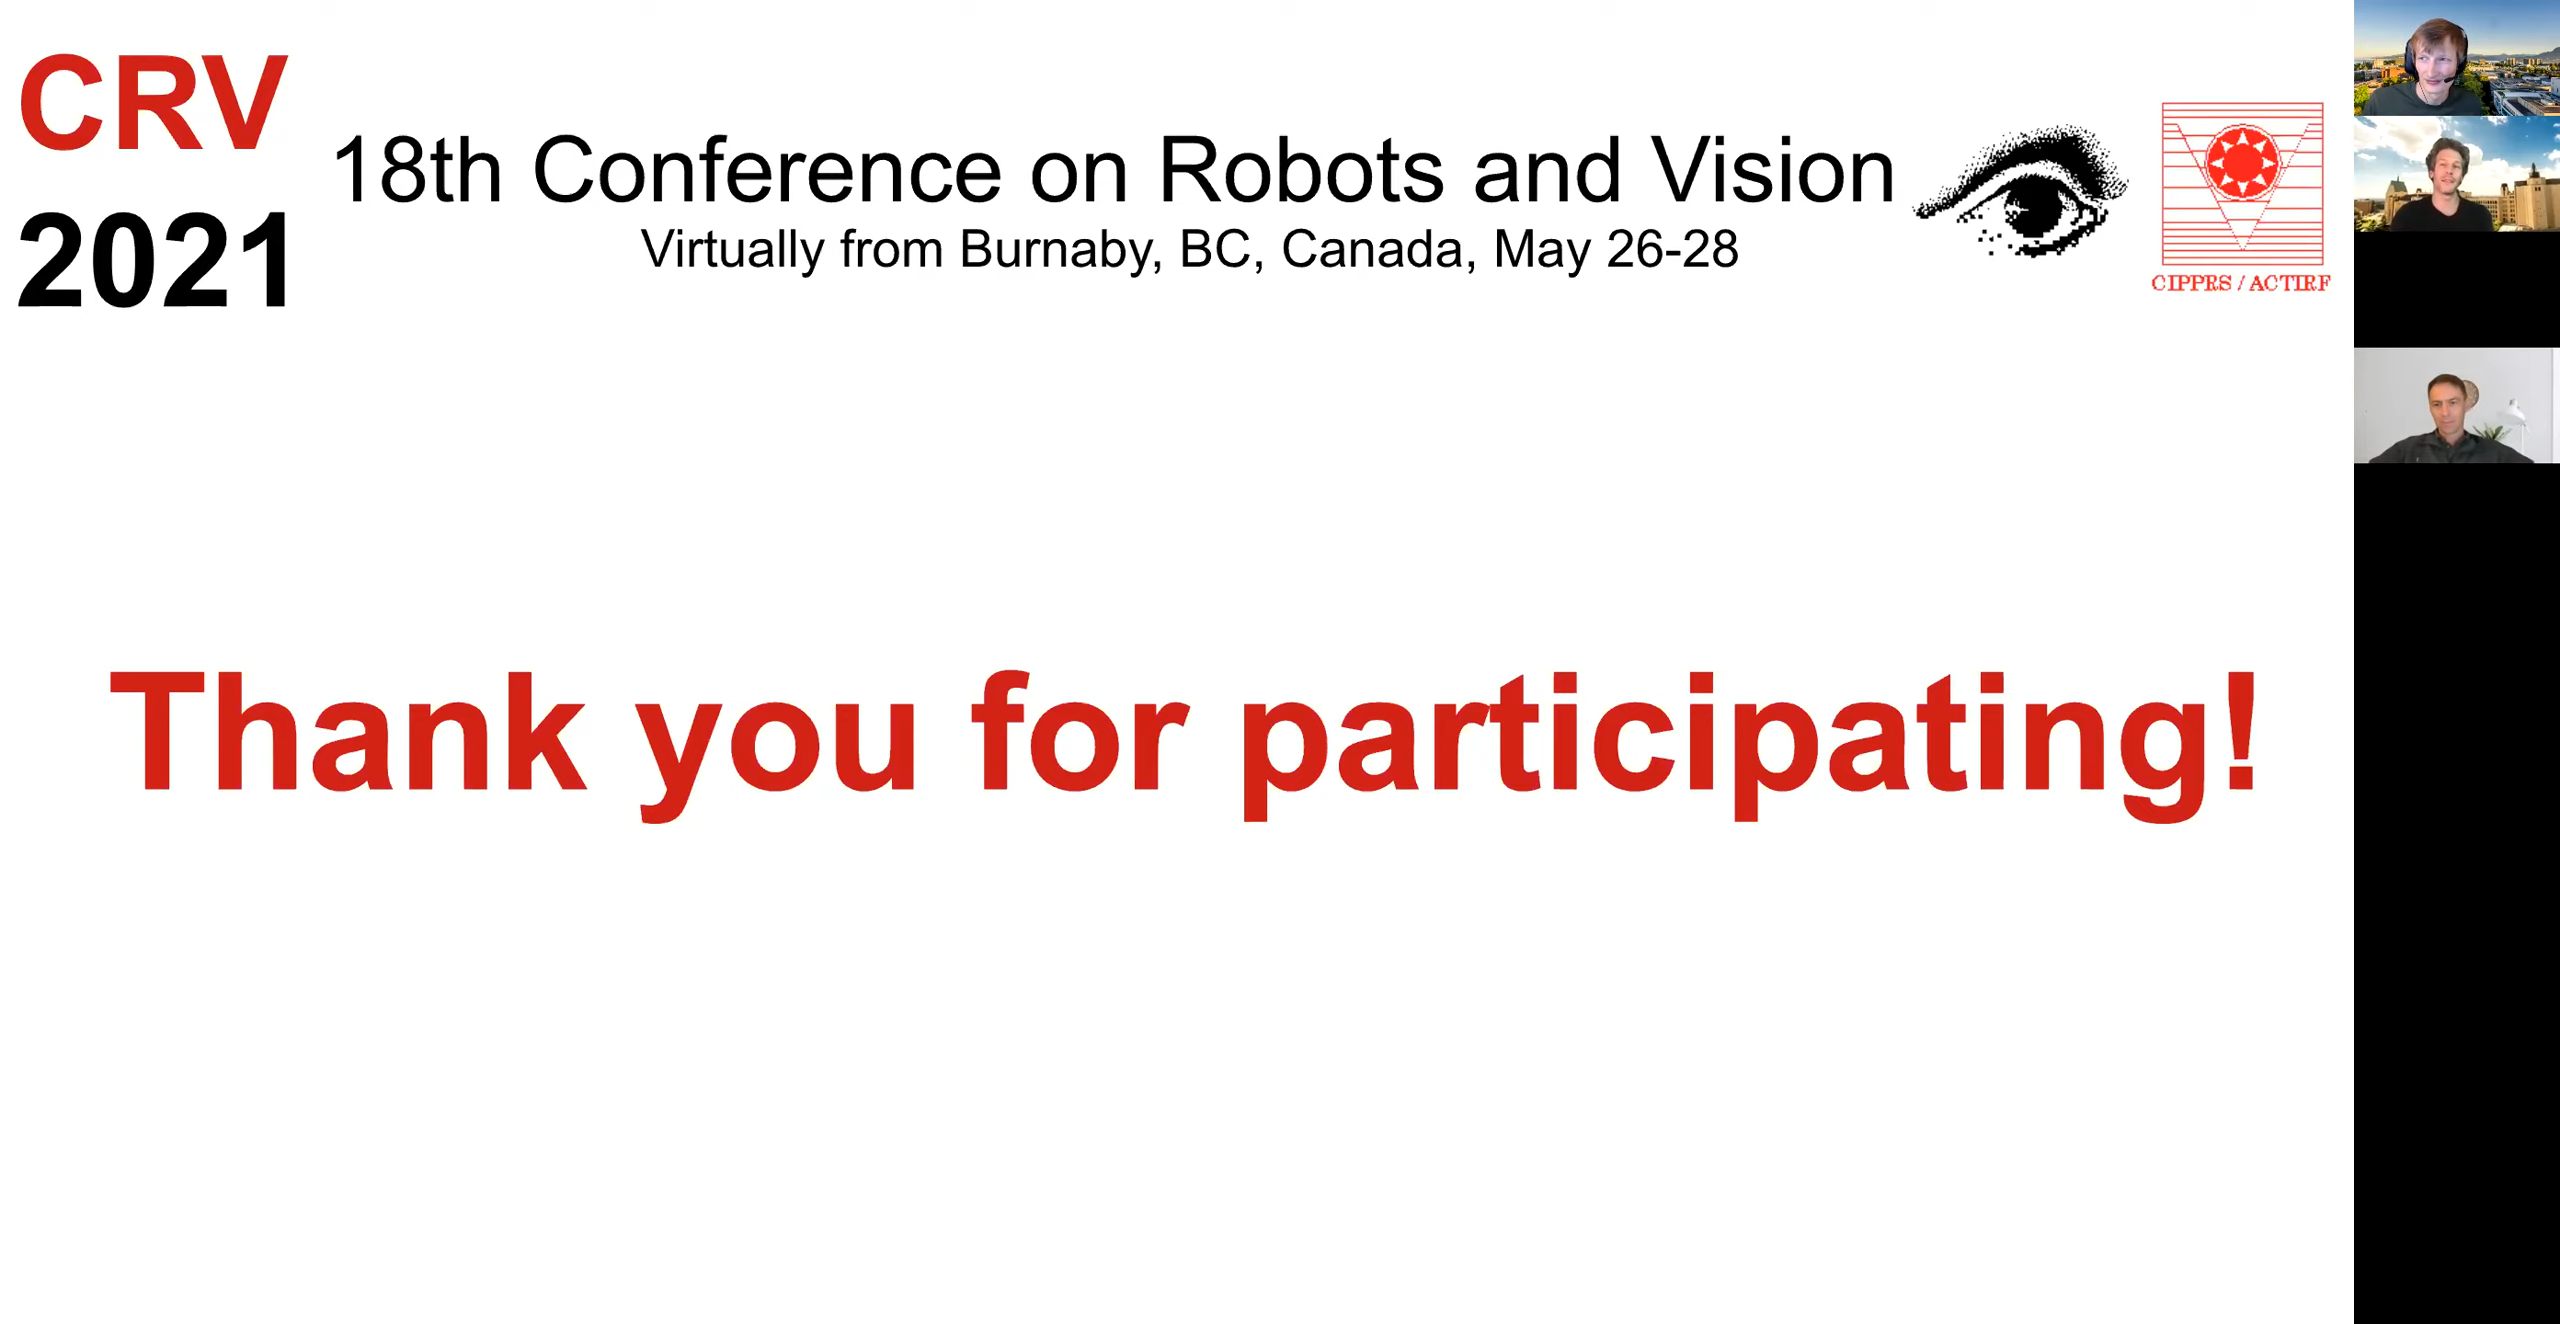 CRV
2021
18th Conference on Robots and Vision
Virtually from Burnaby, BC, Canada, May 26-28
CIPPRS / ACTIRF
Thank you for participating!